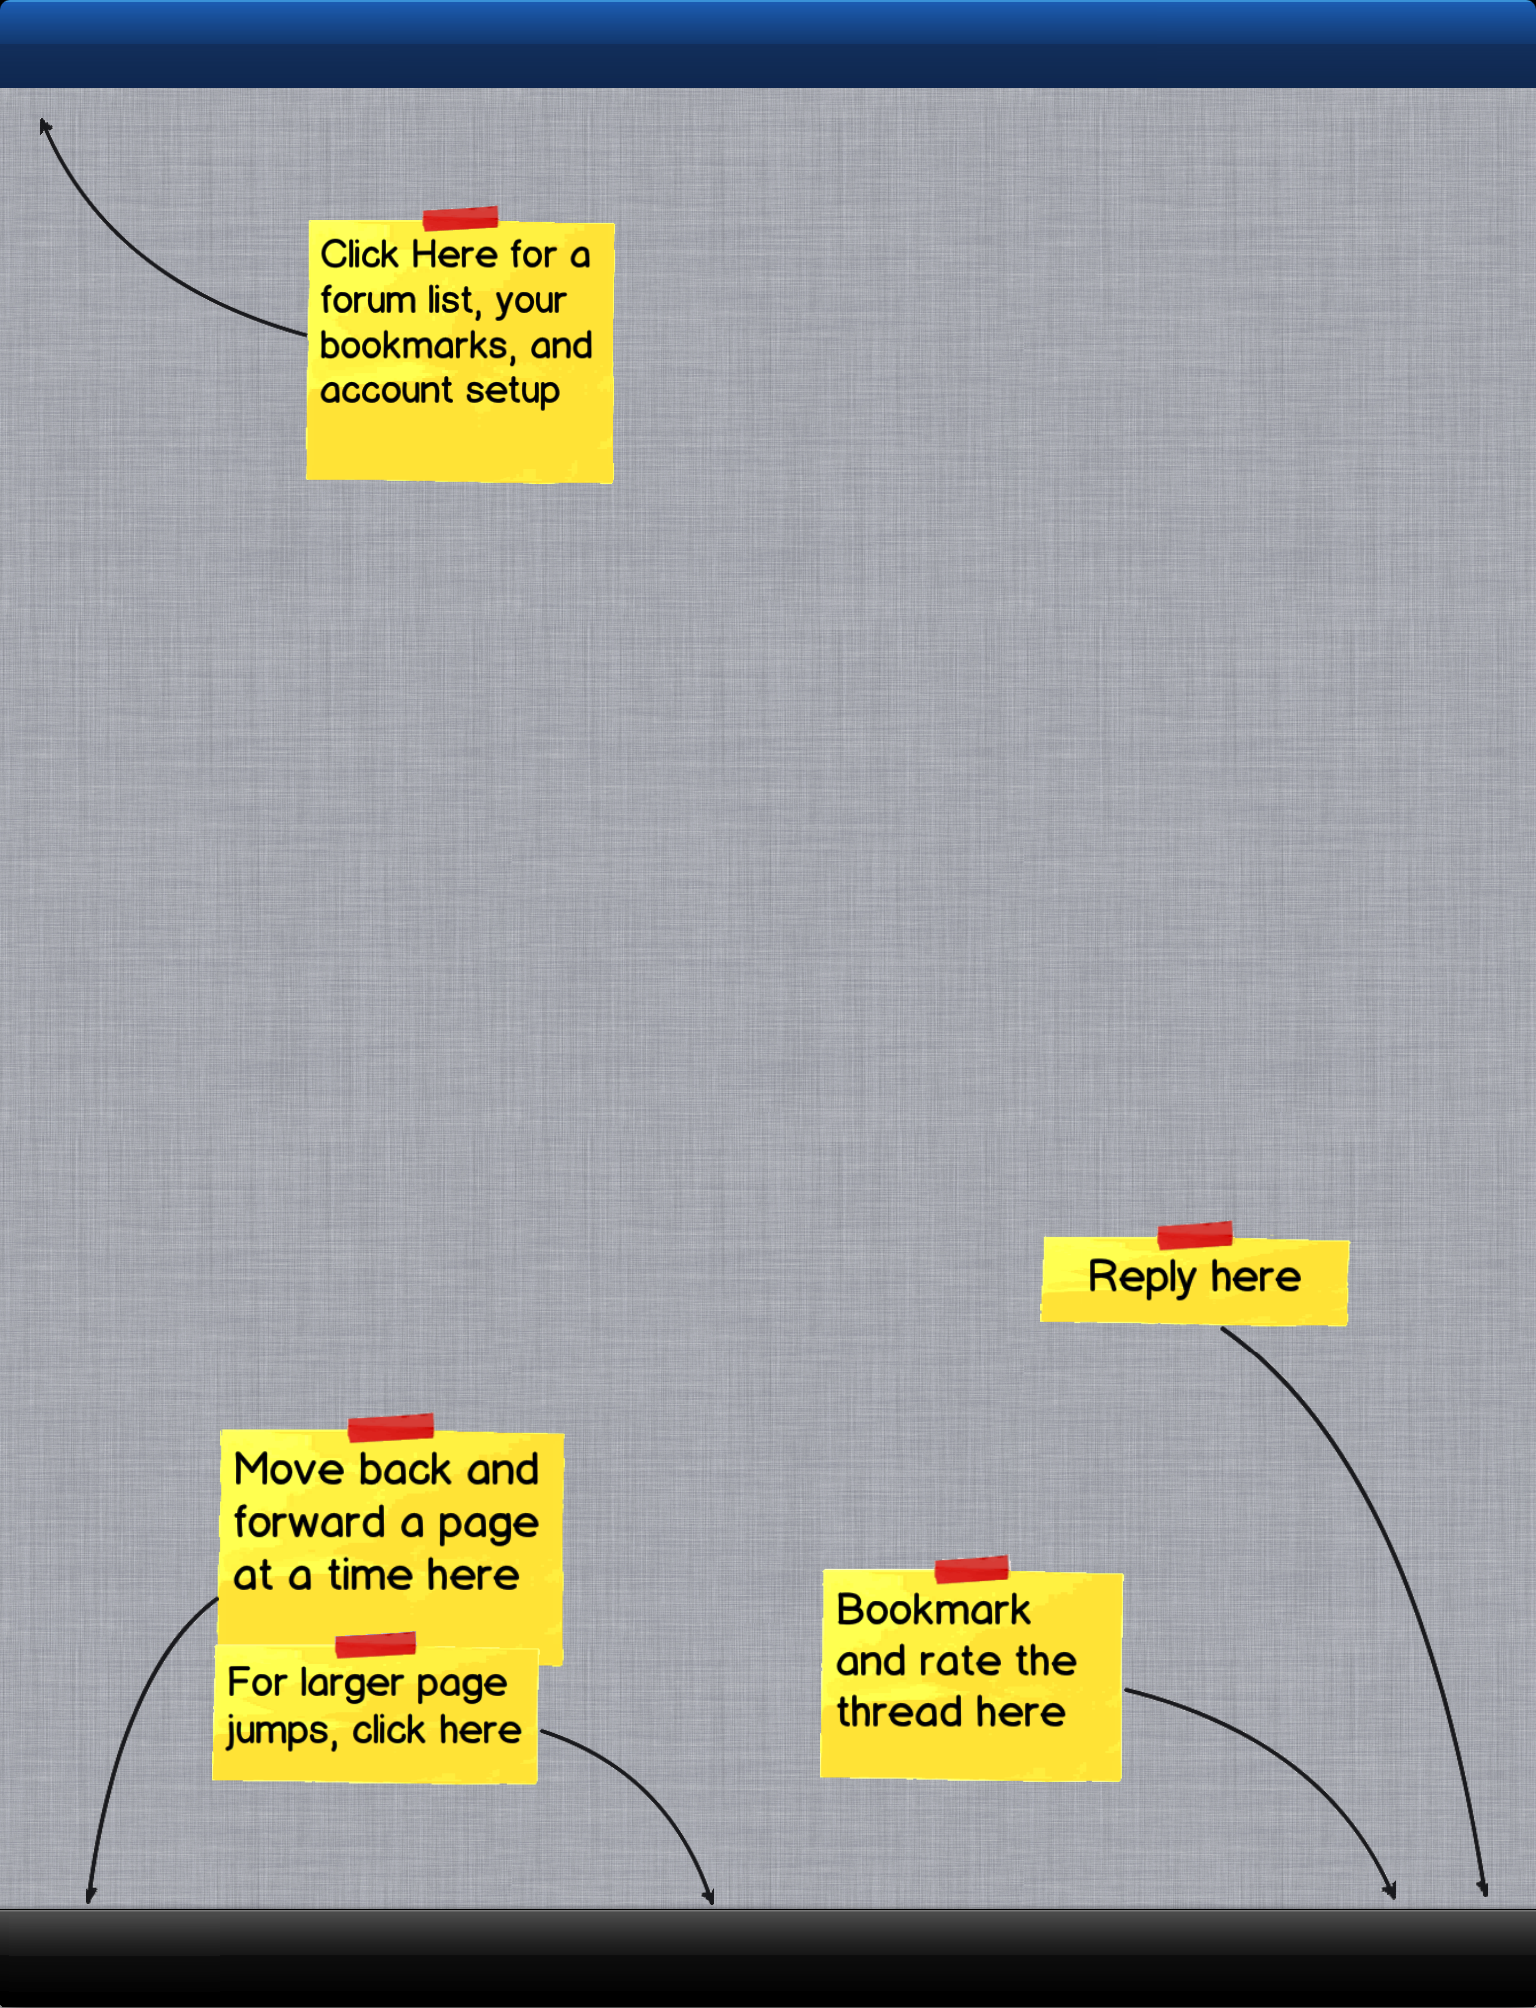 Click Here for a
forum list, your
bookmarks, and
account setup
Reply here
Move back and
forward a page
at a time here
Bookmark
and rate the
thread here
For larger page
jumps, click here